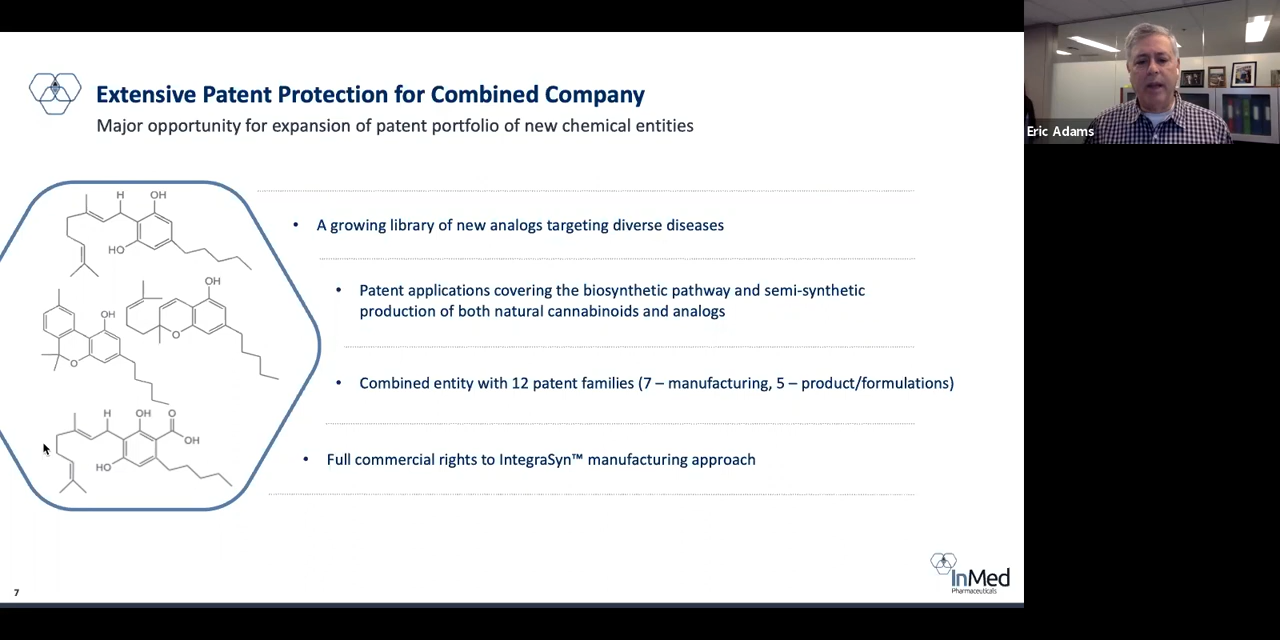 Extensive Patent Protection for Combined Company
Major opportunity for expansion of patent portfolio of new chemical entities
Eric Adams
H
OH
HO
• A growing library of new analogs targeting diverse diseases
OH
• Patent applications covering the biosynthetic pathway and semi-synthetic
production of both natural cannabinoids and analogs
OH
O
O
• Combined entity with 12 patent families (7 – manufacturing, 5 – product/formulations)
H
OH
O
OH
HO
• Full commercial rights to IntegraSyn™ manufacturing approach
InMed
Pharmaceuticals
7